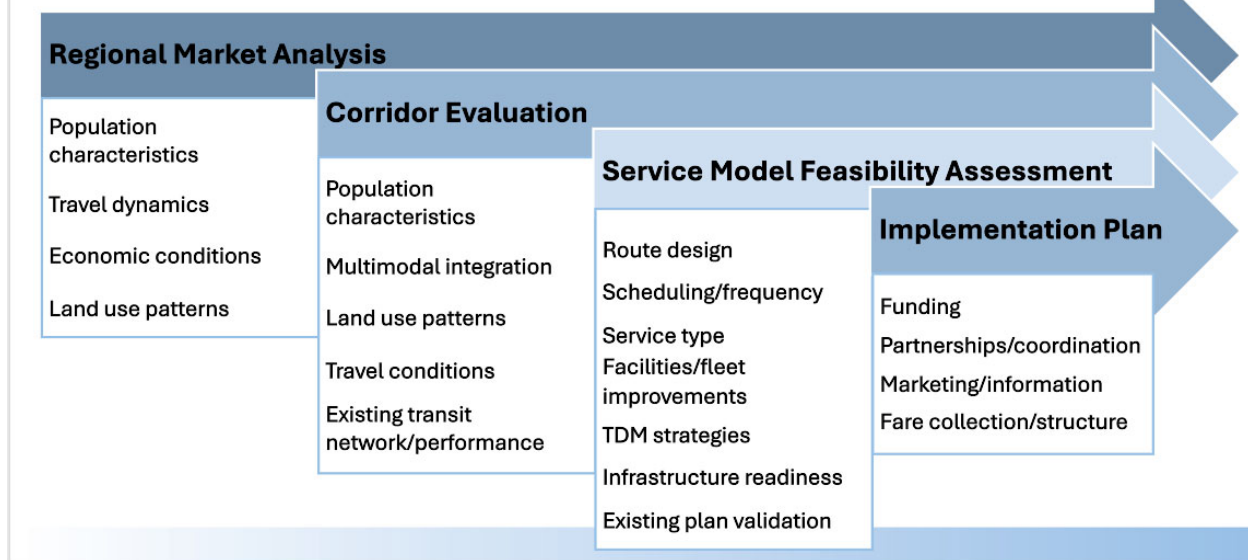 Regional Market Analysis
Population
characteristics
Travel dynamics
Economic conditions
Land use patterns
Corridor Evaluation
Population
characteristics
Multimodal integration
Land use patterns
Travel conditions
Existing transit
network/performance
Service Model Feasibility Assessment
Route design
Scheduling/frequency
Service type
Facilities/fleet
improvements
TDM strategies
Infrastructure readiness
Existing plan validation
Implementation Plan
Funding
Partnerships/coordination
Marketing/information
Fare collection/structure